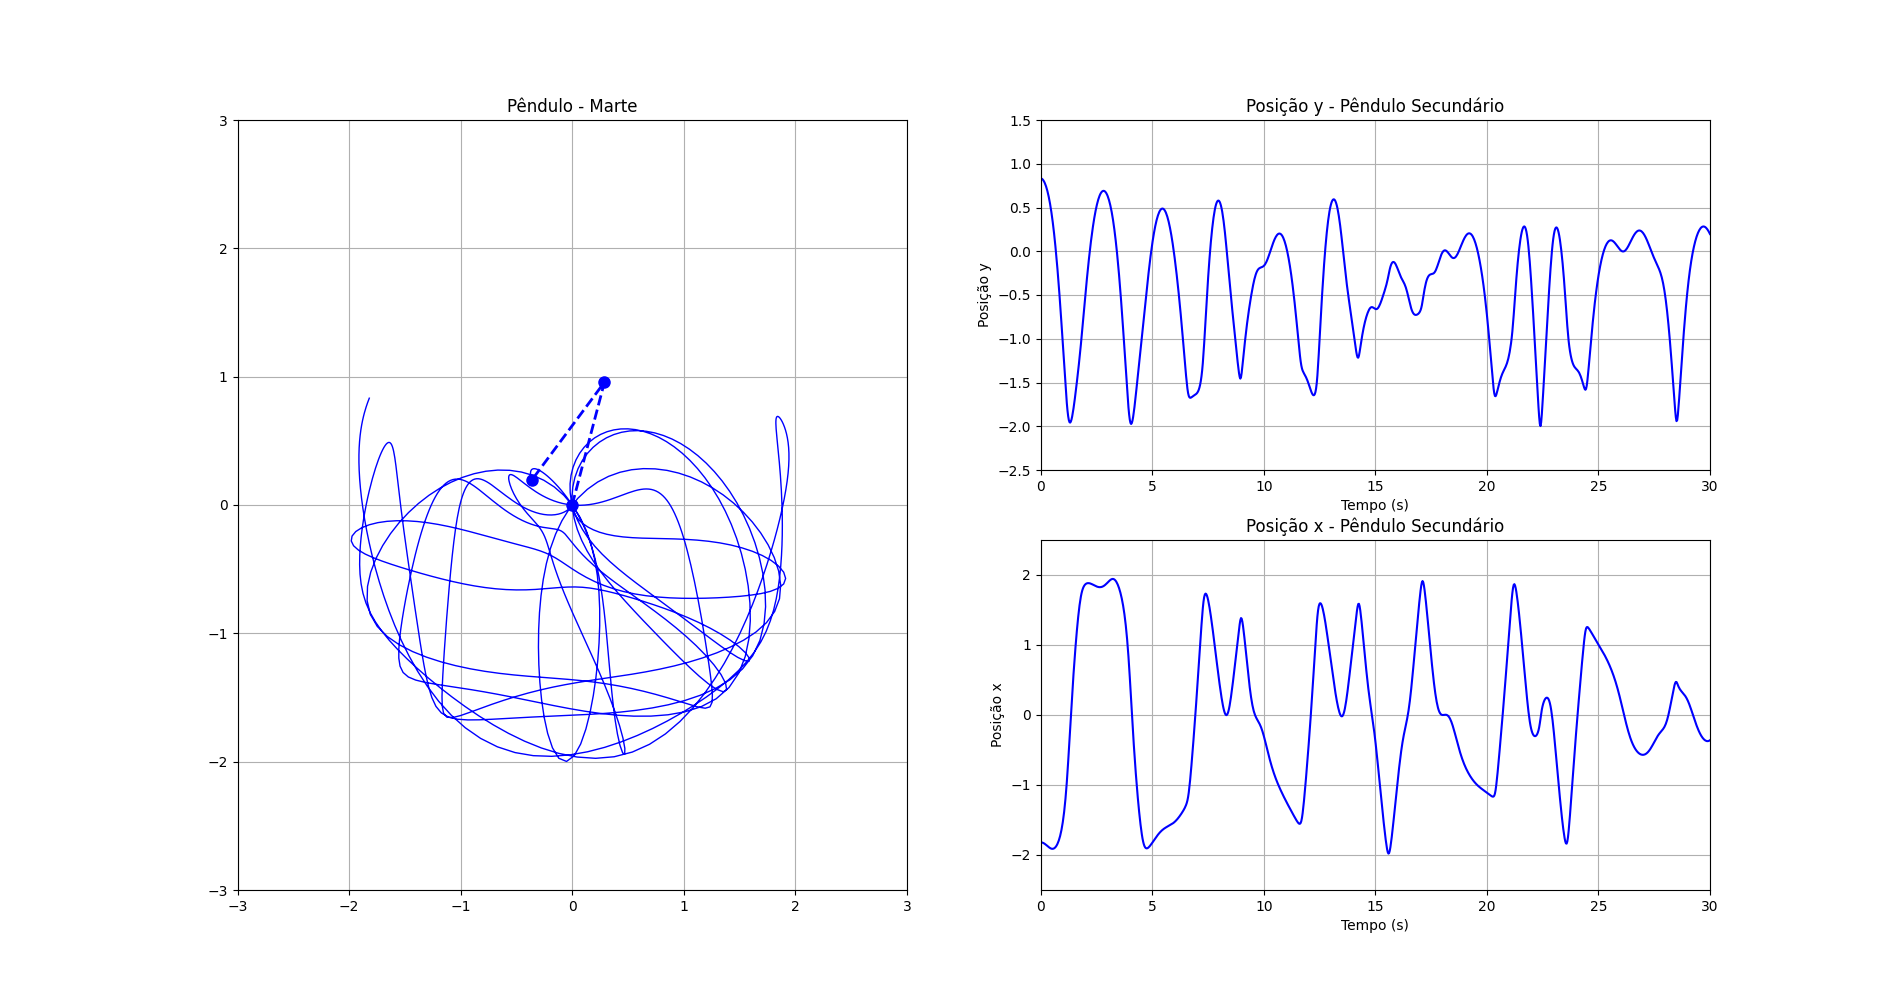 Pêndulo - Marte
3
2
1
0
−1
−2
−3
−3 −2 −1 0 1 2 3
Posição y - Pêndulo Secundário
Posição y
1.5
1.0
0.5
0.0
−0.5
−1.0
−1.5
−2.0
−2.5
0 5 10 15 20 25 30
Tempo (s)
Posição x - Pêndulo Secundário
Posição x
2
1
0
−1
−2
0 5 10 15 20 25 30
Tempo (s)